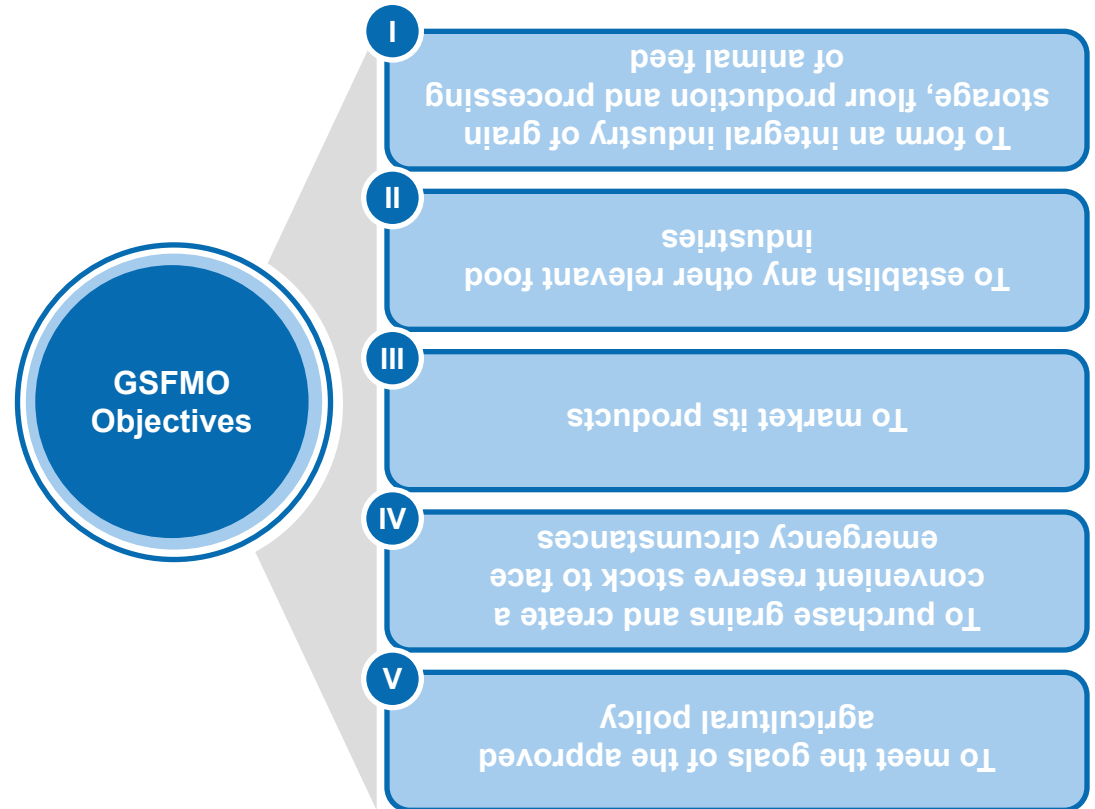 GSFMO
Objectives
I
To form an integral industry of grain
storage, flour production and processing
of animal feed
II
To establish any other relevant food
industries
III
To market its products
IV
To purchase grains and create a
convenient reserve stock to face
emergency circumstances
V
To meet the goals of the approved
agricultural policy